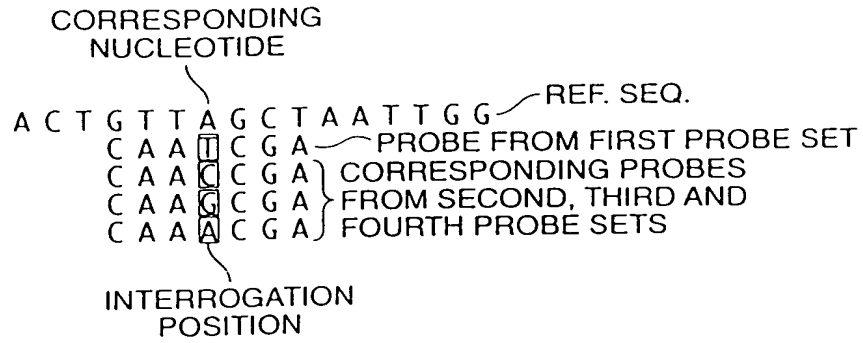 CORRESPONDING
NUCLEOTIDE
A C T G T T A G C T A A T T G G REF. SEQ.
C A A T C G A PROBE FROM FIRST PROBE SET
C A A C C G A CORRESPONDING PROBES
C A A G C G A FROM SECOND, THIRD AND
C A A A C G A FOURTH PROBE SETS
INTERROGATION
POSITION